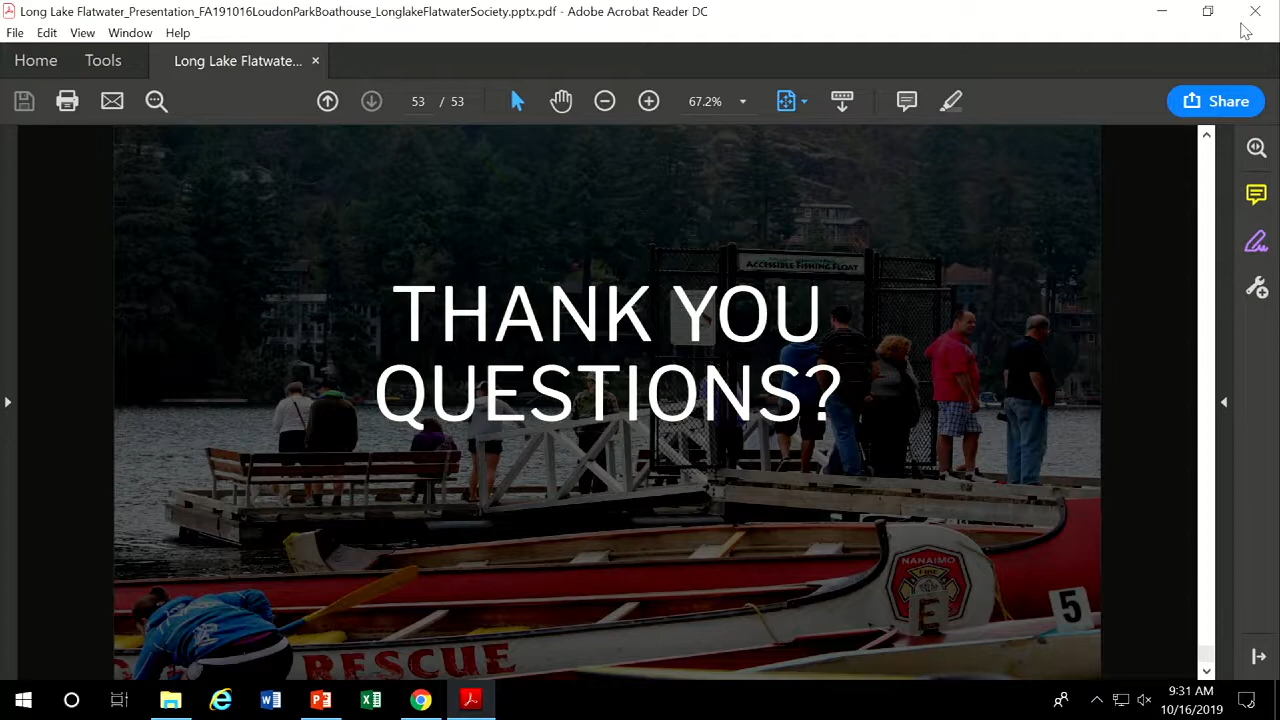 Long Lake Flatwater_Presentation_FA191016LoudonParkBoathouse_LonglakeFlatwaterSociety.pptx.pdf - Adobe Acrobat Reader DC
File Edit View Window Help
Home Tools Long Lake Flatwate... ×
53 / 53 67.2% Share
ACCESSIBLE FISHING FLOAT
THANK YOU
QUESTIONS?
NANAIMO
FIRE
E
5
RESCUE
9:31 AM
10/16/2019